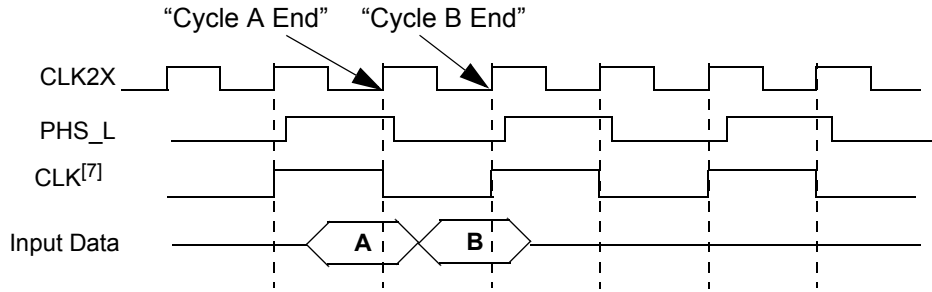 “Cycle A End” “Cycle B End”
CLK2X
PHS_L
CLK[7]
Input Data A B